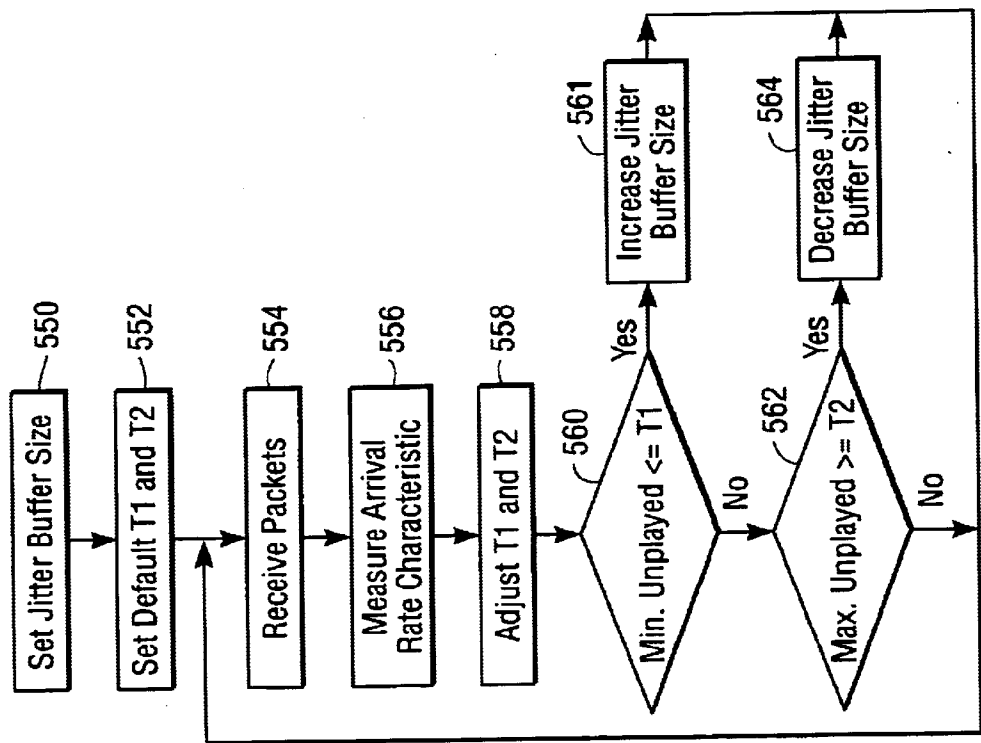 Set Jitter Buffer Size
550
Set Default T1 and T2
552
Receive Packets
554
Measure Arrival
Rate Characteristic
556
Adjust T1 and T2
558
Min. Unplayed <= T1
560
Yes
No
Increase Jitter
Buffer Size
561
Max. Unplayed >= T2
562
Yes
No
Decrease Jitter
Buffer Size
564